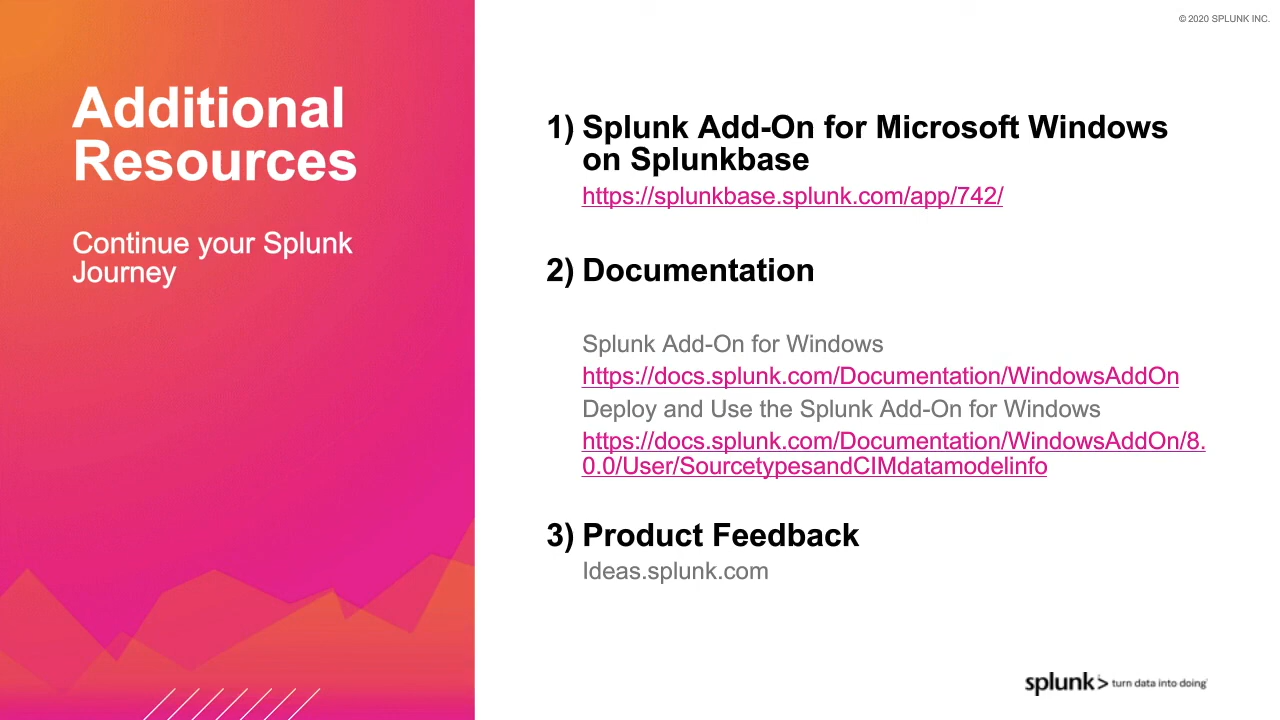 © 2020 SPLUNK INC.
Additional
Resources
Continue your Splunk
Journey
1) Splunk Add-On for Microsoft Windows
on Splunkbase
https://splunkbase.splunk.com/app/742/
2) Documentation
Splunk Add-On for Windows
https://docs.splunk.com/Documentation/WindowsAddOn
Deploy and Use the Splunk Add-On for Windows
https://docs.splunk.com/Documentation/WindowsAddOn/8.
0.0/User/SourcetypesandCIMdatamodelinfo
3) Product Feedback
Ideas.splunk.com
splunk> turn data into doing